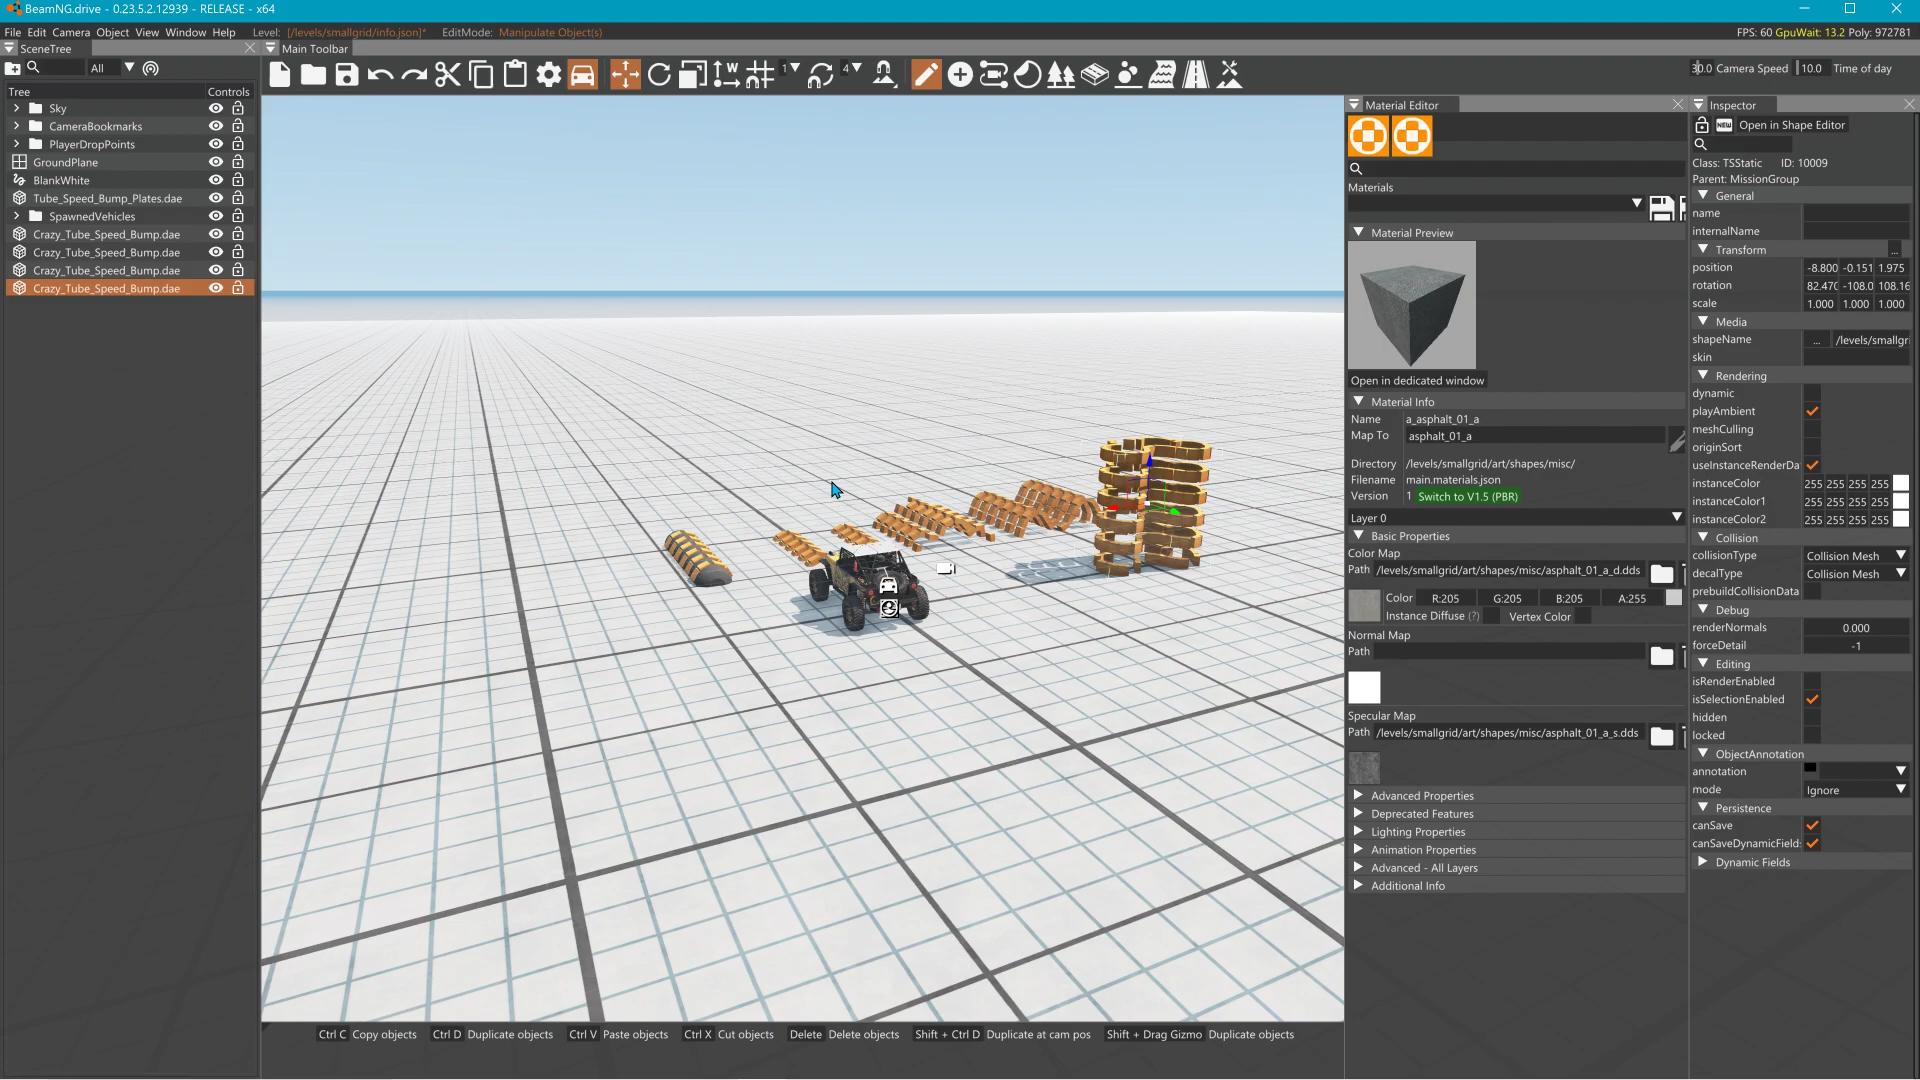 BeamNG.drive - 0.23.5.2.12939 - RELEASE - x64
File Edit Camera Object View Window Help Level: [/levels/smallgrid/info.json]* EditMode: Manipulate Object(s) FPS: 60 GpuWait: 13.2 Poly: 972781
SceneTree
Main Toolbar
All
1 4
30.0 Camera Speed 10.0 Time of day
Tree Controls
Sky
CameraBookmarks
PlayerDropPoints
GroundPlane
BlankWhite
Tube_Speed_Bump_Plates.dae
SpawnedVehicles
Crazy_Tube_Speed_Bump.dae
Crazy_Tube_Speed_Bump.dae
Crazy_Tube_Speed_Bump.dae
Crazy_Tube_Speed_Bump.dae
Material Editor
Materials
Material Preview
Open in dedicated window
Material Info
Name a_asphalt_01_a
Map To asphalt_01_a
Directory /levels/smallgrid/art/shapes/misc/
Filename main.materials.json
Version 1 Switch to V1.5 (PBR)
Layer 0
Basic Properties
Color Map
Path /levels/smallgrid/art/shapes/misc/asphalt_01_a_d.dds
Color R:205 G:205 B:205 A:255
Instance Diffuse (?) Vertex Color
Normal Map
Path
Specular Map
Path /levels/smallgrid/art/shapes/misc/asphalt_01_a_s.dds
Advanced Properties
Deprecated Features
Lighting Properties
Animation Properties
Advanced - All Layers
Additional Info
Inspector
NEW Open in Shape Editor
Class: TSStatic ID: 10009
Parent: MissionGroup
General
name
internalName
Transform ...
position -8.800 -0.151 1.975
rotation 82.470 -108.0 108.16
scale 1.000 1.000 1.000
Media
shapeName ... /levels/smallgri
skin
Rendering
dynamic
playAmbient
meshCulling
originSort
useInstanceRenderDa
instanceColor 255 255 255 255
instanceColor1 255 255 255 255
instanceColor2 255 255 255 255
Collision
collisionType Collision Mesh
decalType Collision Mesh
prebuildCollisionData
Debug
renderNormals 0.000
forceDetail -1
Editing
isRenderEnabled
isSelectionEnabled
hidden
locked
ObjectAnnotation
annotation
mode Ignore
Persistence
canSave
canSaveDynamicField:
Dynamic Fields
Ctrl C Copy objects Ctrl D Duplicate objects Ctrl V Paste objects Ctrl X Cut objects Delete Delete objects Shift + Ctrl D Duplicate at cam pos Shift + Drag Gizmo Duplicate objects